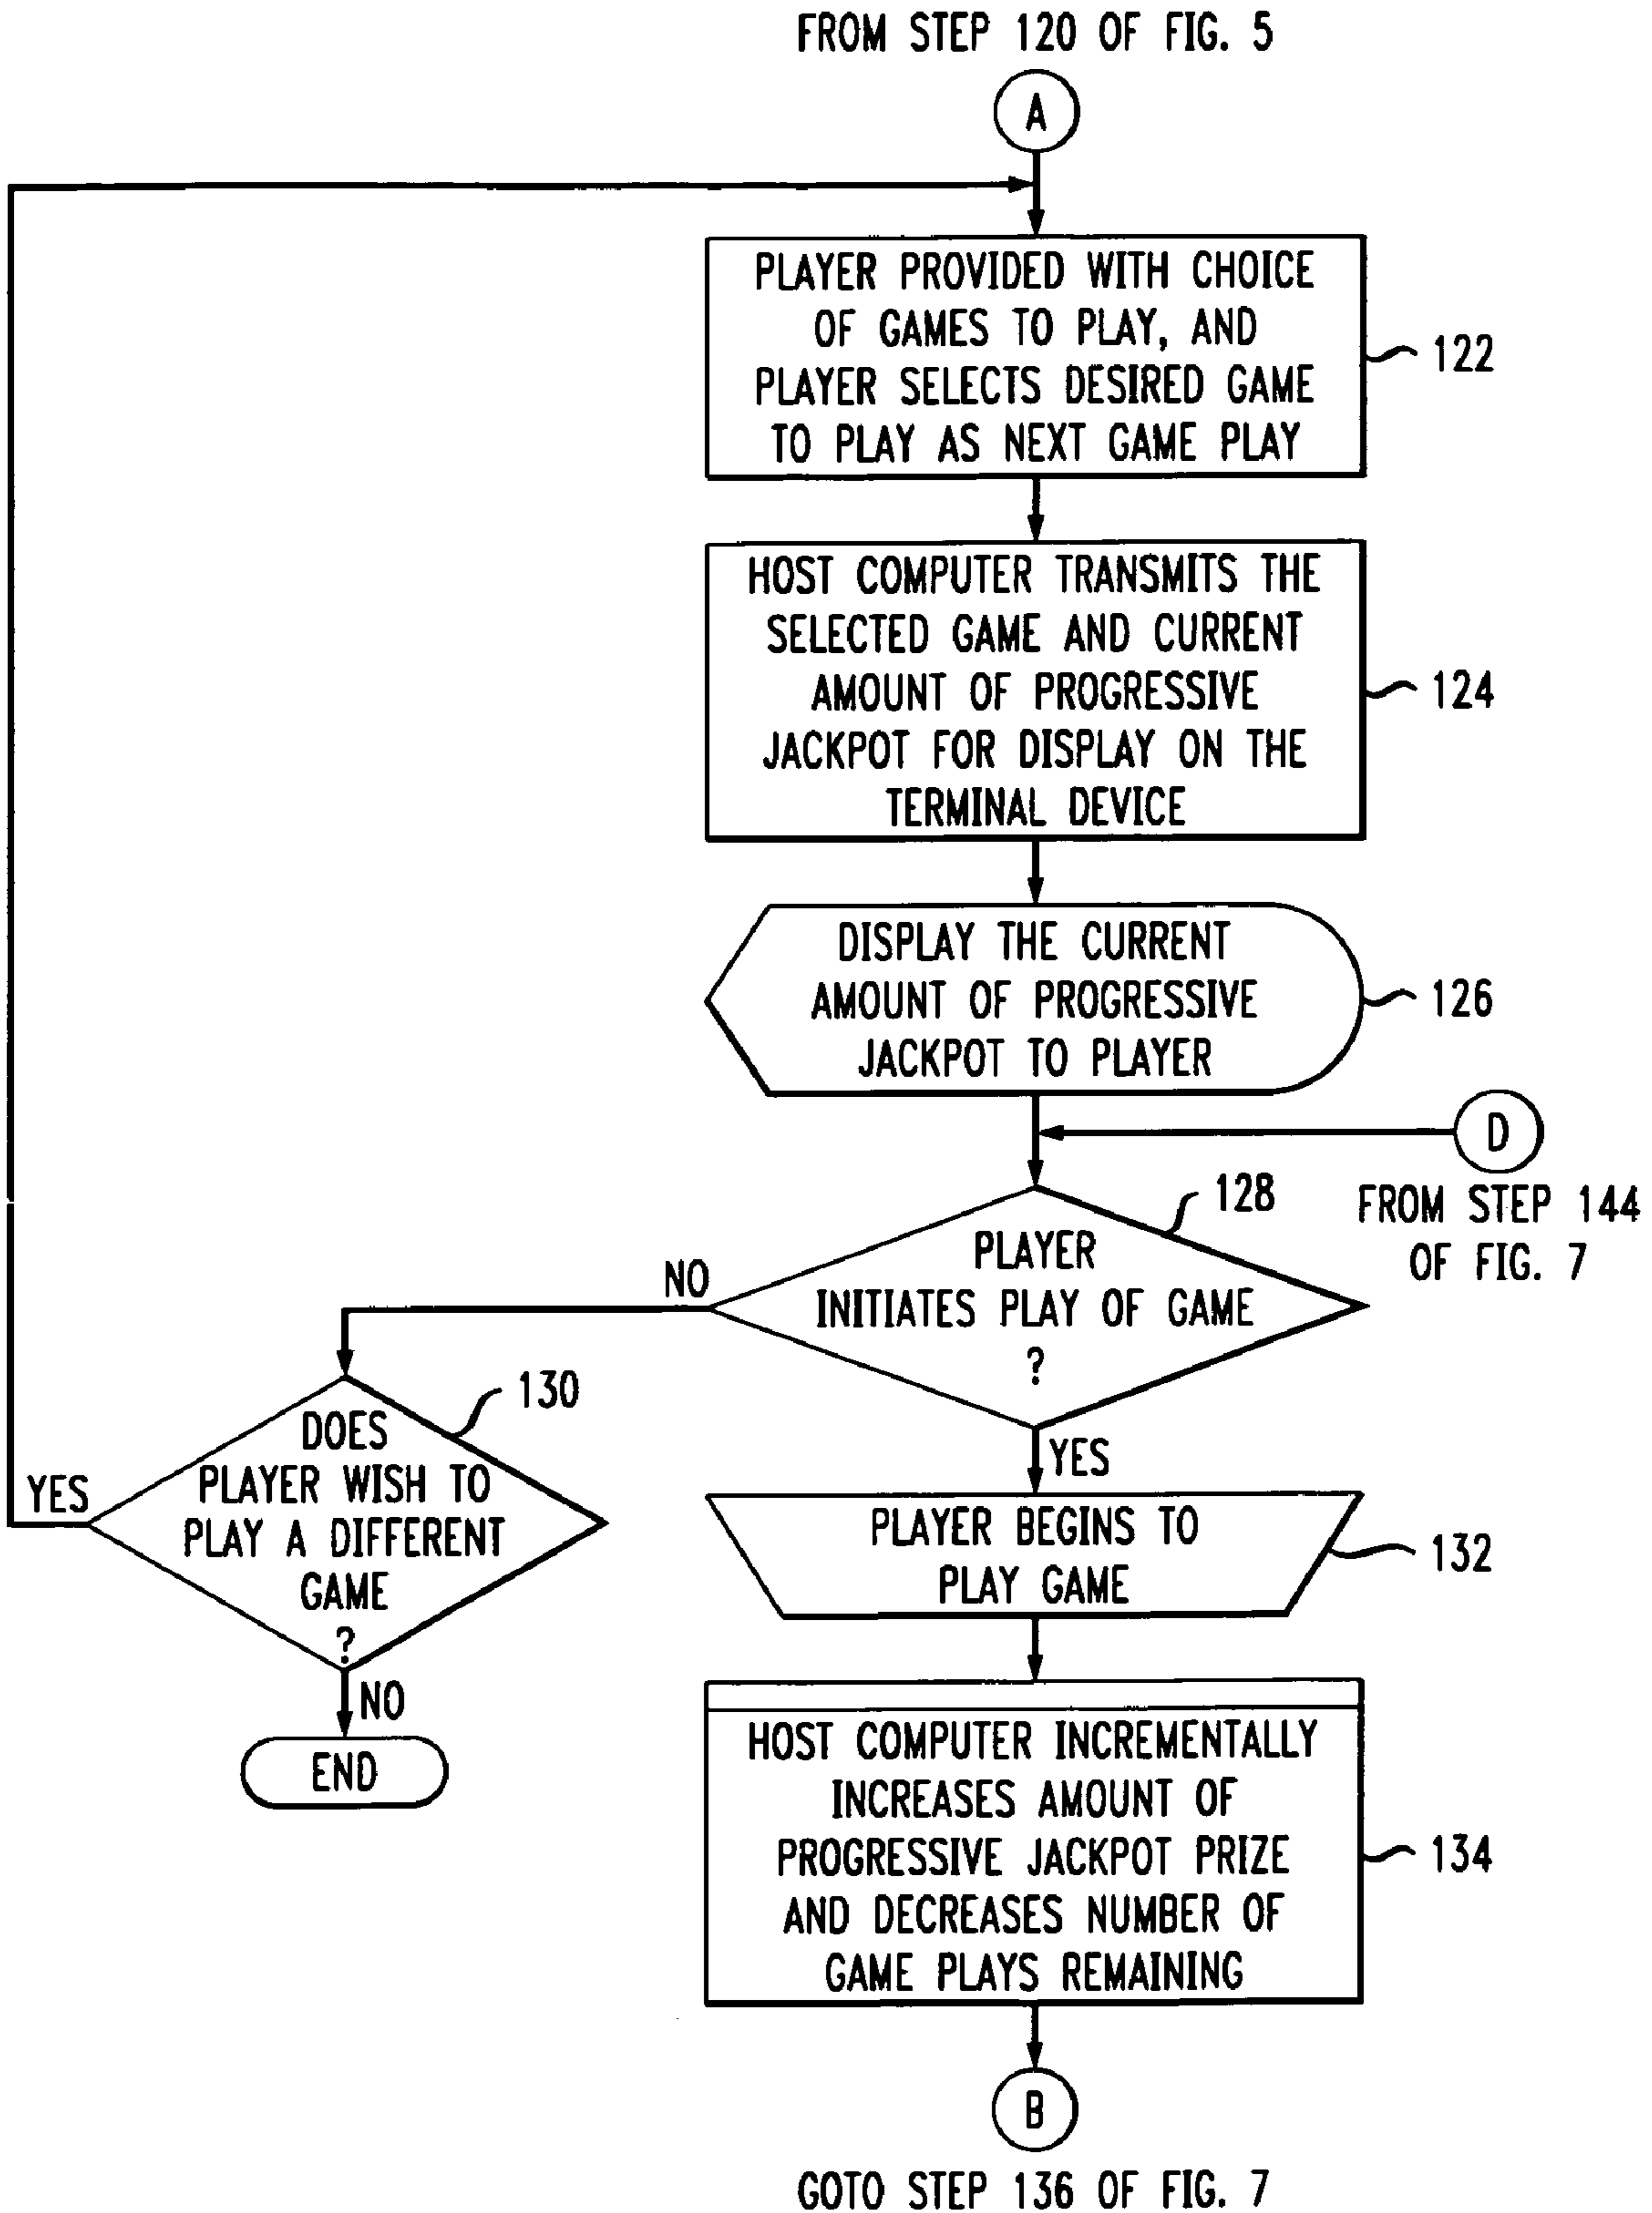 FROM STEP 120 OF FIG. 5
A
PLAYER PROVIDED WITH CHOICE
OF GAMES TO PLAY, AND
PLAYER SELECTS DESIRED GAME
TO PLAY AS NEXT GAME PLAY
122
HOST COMPUTER TRANSMITS THE
SELECTED GAME AND CURRENT
AMOUNT OF PROGRESSIVE
JACKPOT FOR DISPLAY ON THE
TERMINAL DEVICE
124
DISPLAY THE CURRENT
AMOUNT OF PROGRESSIVE
JACKPOT TO PLAYER
126
D
FROM STEP 144
OF FIG. 7
128
PLAYER
INITIATES PLAY OF GAME
?
NO
YES
130
DOES
PLAYER WISH TO
PLAY A DIFFERENT
GAME
?
YES
NO
END
PLAYER BEGINS TO
PLAY GAME
132
HOST COMPUTER INCREMENTALLY
INCREASES AMOUNT OF
PROGRESSIVE JACKPOT PRIZE
AND DECREASES NUMBER OF
GAME PLAYS REMAINING
134
B
GOTO STEP 136 OF FIG. 7